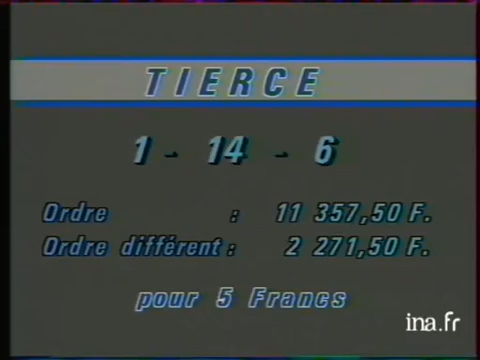 TIERCE
1 - 14 - 6
Ordre : 11 357,50 F.
Ordre différent : 2 271,50 F.
pour 5 Francs
ina.fr